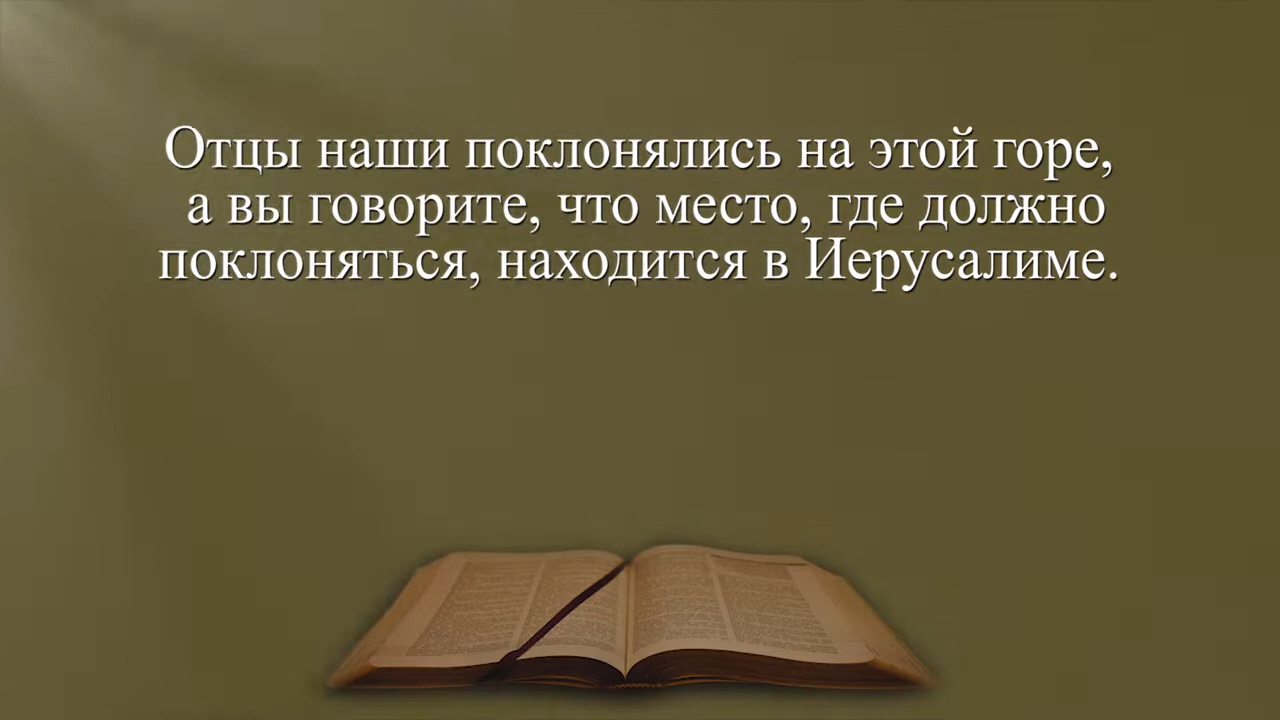 Отцы наши поклонялись на этой горе,
а вы говорите, что место, где должно
поклоняться, находится в Иерусалиме.